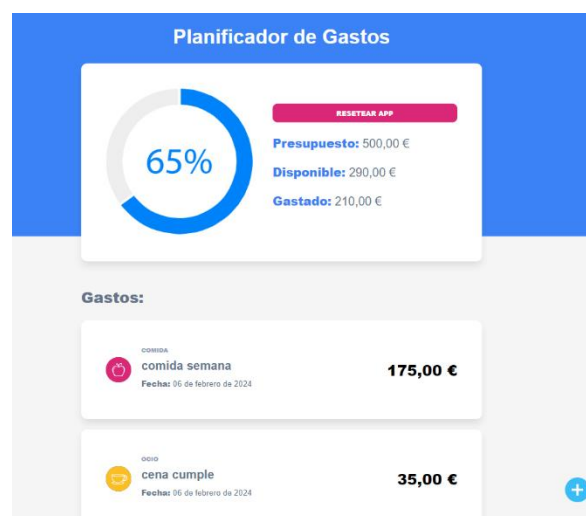 Planificador de Gastos
65%
RESETEAR APP
Presupuesto: 500,00 €
Disponible: 290,00 €
Gastado: 210,00 €
Gastos:
COMIDA
comida semana
Fecha: 06 de febrero de 2024
175,00 €
OCIO
cena cumple
Fecha: 06 de febrero de 2024
35,00 €